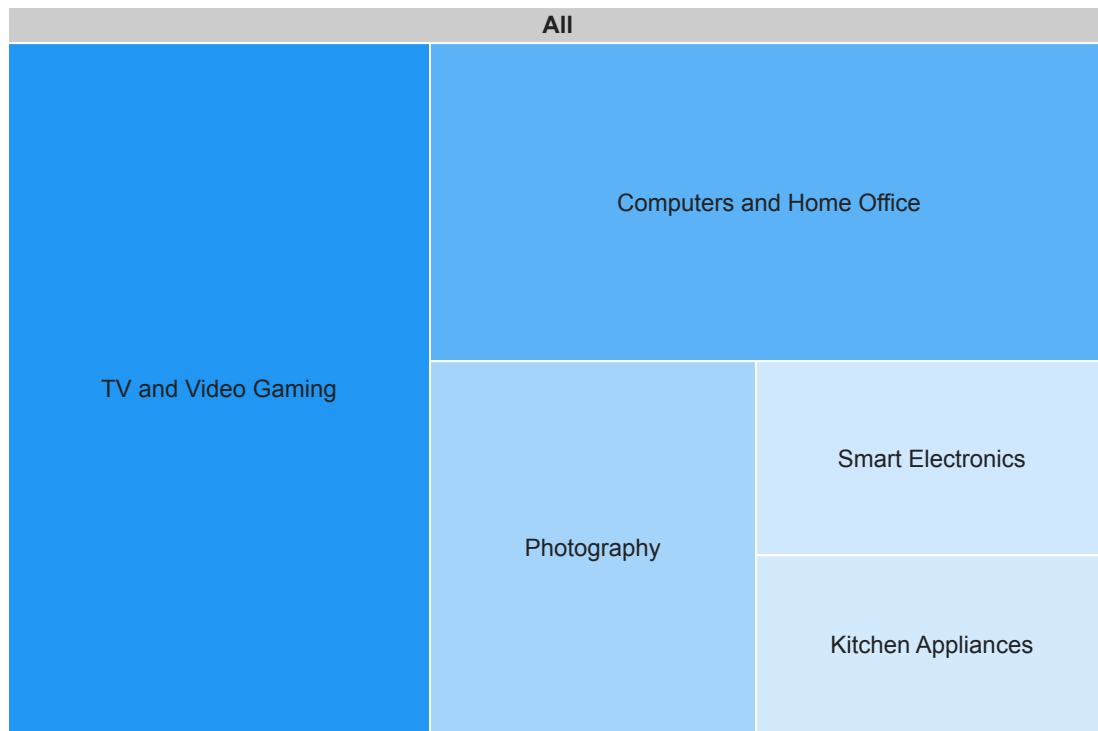 All
TV and Video Gaming
Computers and Home Office
Photography
Smart Electronics
Kitchen Appliances